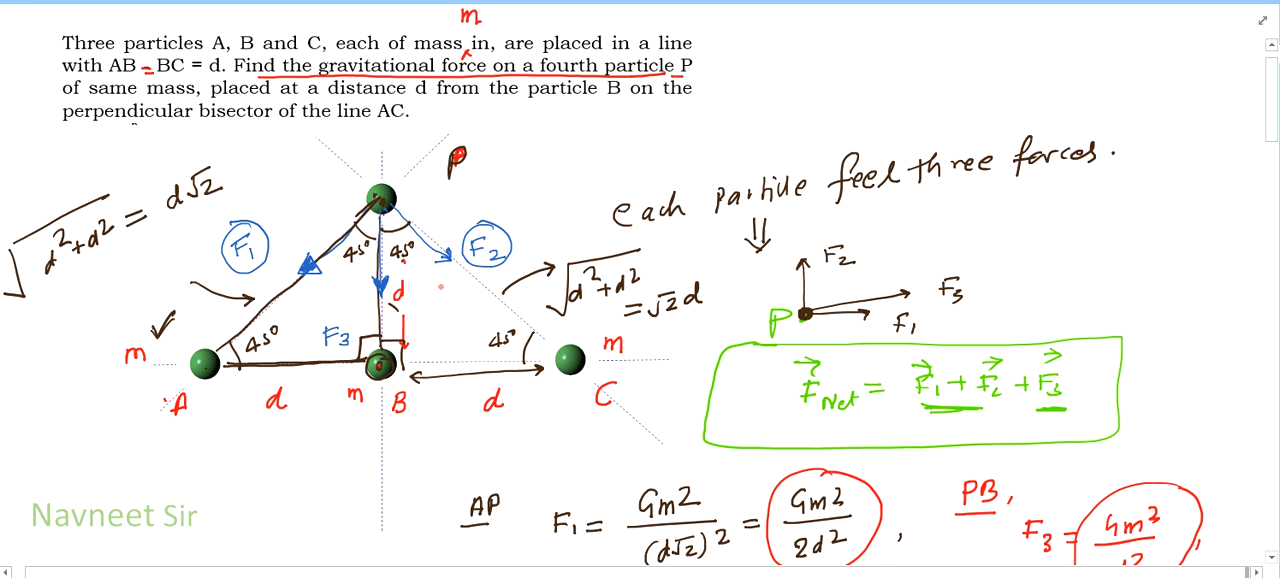 m
Three particles A, B and C, each of mass in, are placed in a line
with AB = BC = d. Find the gravitational force on a fourth particle P
of same mass, placed at a distance d from the particle B on the
perpendicular bisector of the line AC.
P
each particle feel three forces.
√d²+d² = d√2
F₁
45° 45°
F₂
⇓
F₂
√d²+d²
= √2 d
d
F₃
P
F₁
45°
F₃
45°
m
m
A
d
m
B
d
C
F⃗Net = F⃗₁ + F⃗₂ + F⃗₃
Navneet Sir
AP
F₁ = Gm2/(d√2)² = Gm2/2d² ,
PB,
F₃ = Gm²